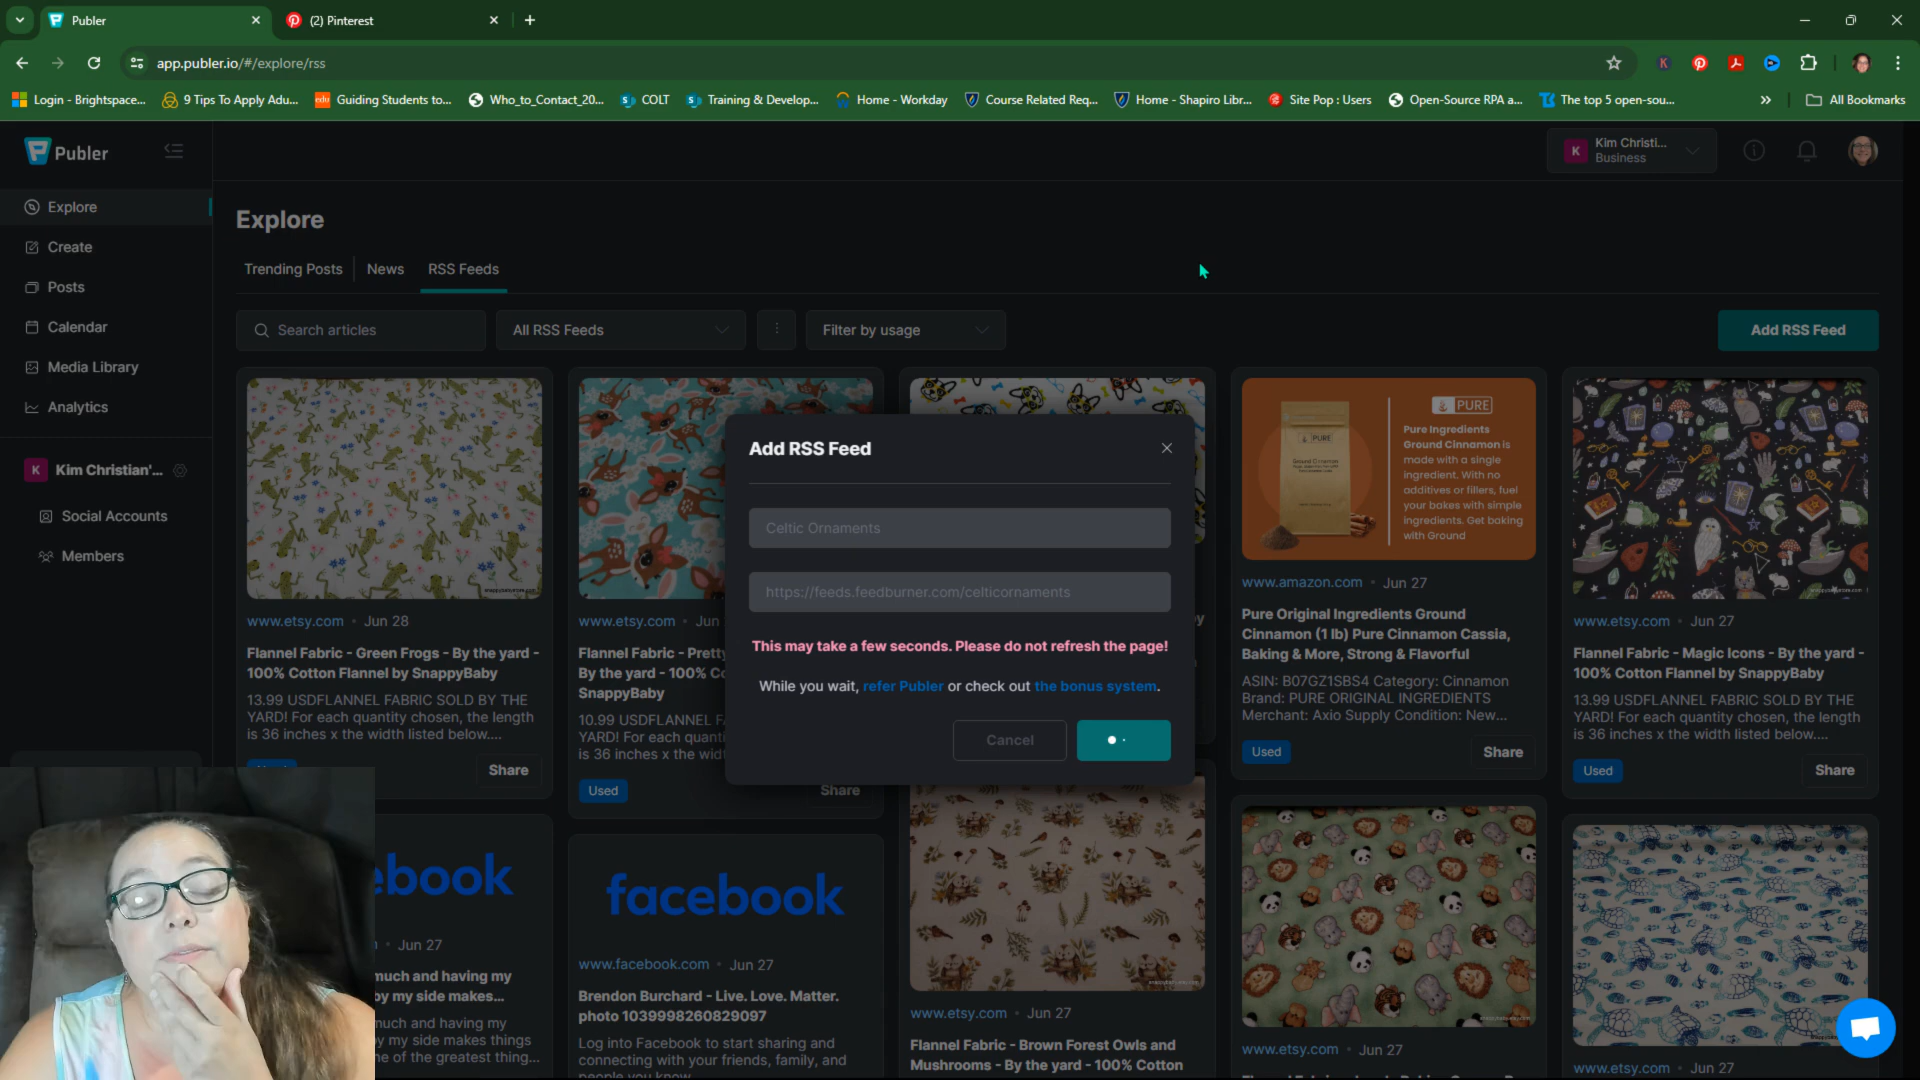 Publer
(2) Pinterest
app.publer.io/#/explore/rss
Login - Brightspace...
9 Tips To Apply Adu...
Guiding Students to...
Who_to_Contact_20...
COLT
Training & Develop...
Home - Workday
Course Related Req...
Home - Shapiro Libr...
Site Pop : Users
Open-Source RPA a...
The top 5 open-sou...
All Bookmarks
Publer
K
Kim Christi...
Business
Explore
Create
Posts
Calendar
Media Library
Analytics
K
Kim Christian'...
Social Accounts
Members
Explore
Trending Posts
News
RSS Feeds
Search articles
All RSS Feeds
Filter by usage
Add RSS Feed
Add RSS Feed
Celtic Ornaments
https://feeds.feedburner.com/celticornaments
This may take a few seconds. Please do not refresh the page!
While you wait, refer Publer or check out the bonus system.
Cancel
www.etsy.com • Jun 28
Flannel Fabric - Green Frogs - By the yard -
100% Cotton Flannel by SnappyBaby
13.99 USDFLANNEL FABRIC SOLD BY THE
YARD! For each quantity chosen, the length
is 36 inches x the width listed below....
Share
www.etsy.com • Jun
Flannel Fabric - Pretty
By the yard - 100% Co
SnappyBaby
10.99 USDFLANNEL FA
YARD! For each quanti
is 36 inches x the widt
Used
Share
PURE
Pure Ingredients
Ground Cinnamon is
made with a single
ingredient. With no
additives or fillers, fuel
your bakes with simple
ingredients. Get baking
with Ground
PURE
Ground Cinnamon
www.amazon.com • Jun 27
Pure Original Ingredients Ground
Cinnamon (1 lb) Pure Cinnamon Cassia,
Baking & More, Strong & Flavorful
ASIN: B07GZ1SBS4 Category: Cinnamon
Brand: PURE ORIGINAL INGREDIENTS
Merchant: Axio Supply Condition: New...
Used
Share
www.etsy.com • Jun 27
Flannel Fabric - Magic Icons - By the yard -
100% Cotton Flannel by SnappyBaby
13.99 USDFLANNEL FABRIC SOLD BY THE
YARD! For each quantity chosen, the length
is 36 inches x the width listed below....
Used
Share
ebook
• Jun 27
much and having my
by my side makes...
much and having my
y my side makes things
ne of the greatest thing...
facebook
www.facebook.com • Jun 27
Brendon Burchard - Live. Love. Matter.
photo 1039998260829097
Log into Facebook to start sharing and
connecting with your friends, family, and
people you know.
www.etsy.com • Jun 27
Flannel Fabric - Brown Forest Owls and
Mushrooms - By the yard - 100% Cotton
www.etsy.com • Jun 27
www.etsy.com • Jun 27